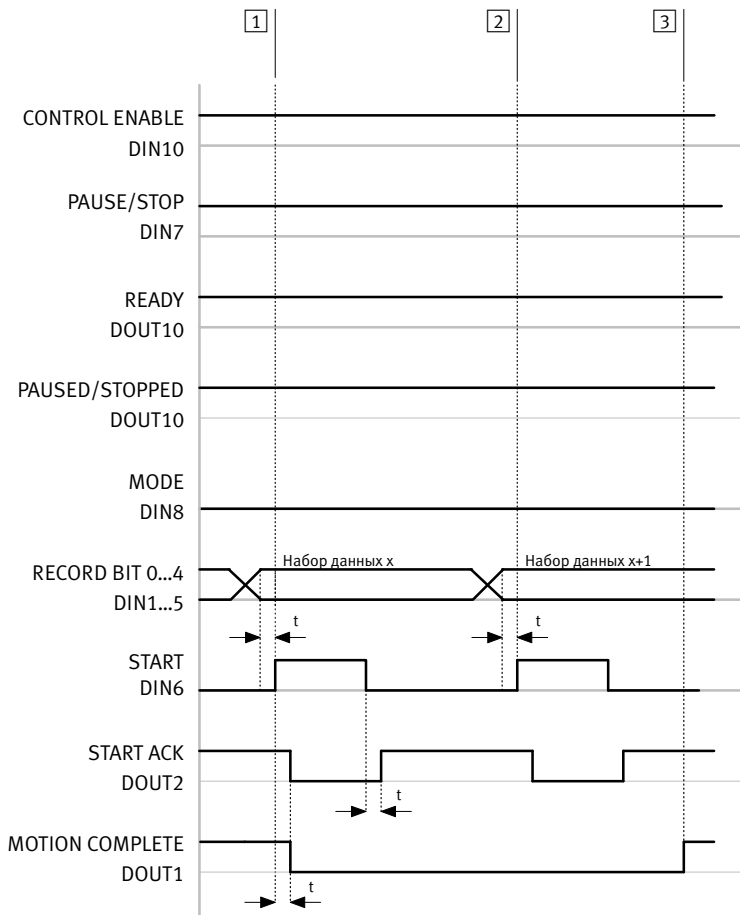 1 2 3
CONTROL ENABLE
DIN10
PAUSE/STOP
DIN7
READY
DOUT10
PAUSED/STOPPED
DOUT10
MODE
DIN8
Набор данных x Набор данных x+1
RECORD BIT 0...4
DIN1...5
t t
START
DIN6
START ACK
DOUT2
t
MOTION COMPLETE
DOUT1
t